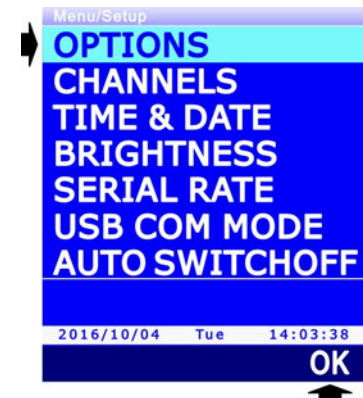 Menu/Setup
OPTIONS
CHANNELS
TIME & DATE
BRIGHTNESS
SERIAL RATE
USB COM MODE
AUTO SWITCHOFF
2016/10/04 Tue 14:03:38
OK